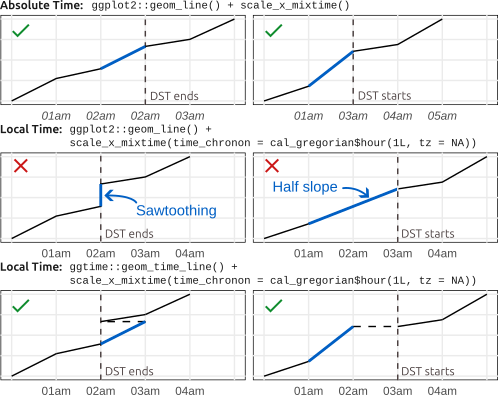 Absolute Time: ggplot2::geom_line() + scale_x_mixtime()
DST ends
DST starts
01am 02am 02am 03am
01am 03am 04am 05am
Local Time: ggplot2::geom_line() +
scale_x_mixtime(time_chronon = cal_gregorian$hour(1L, tz = NA))
Sawtoothing
DST ends
Half slope
DST starts
01am 02am 03am 04am
01am 02am 03am 04am
Local Time: ggtime::geom_time_line() +
scale_x_mixtime(time_chronon = cal_gregorian$hour(1L, tz = NA))
DST ends
DST starts
01am 02am 03am 04am
01am 02am 03am 04am